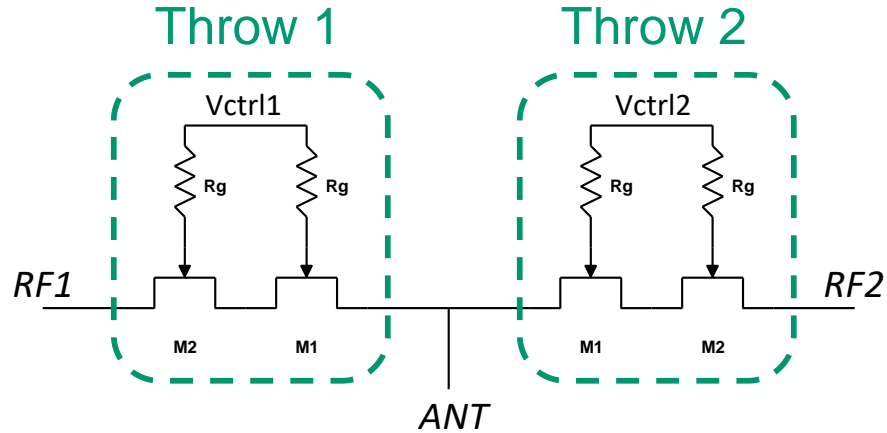 Throw 1
Throw 2
Vctrl1
Vctrl2
Rg
Rg
Rg
Rg
RF1
RF2
M2
M1
M1
M2
ANT